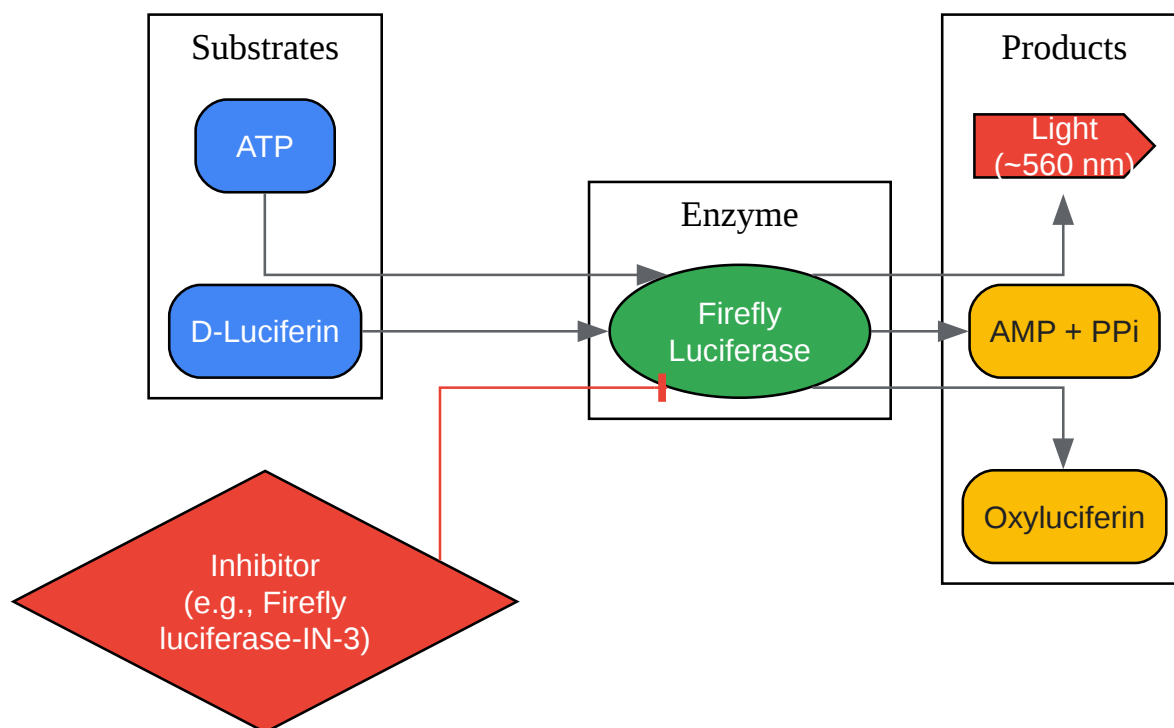 Substrates
ATP
D-Luciferin
Enzyme
Firefly
Luciferase
Products
Light
(~560 nm)
AMP + PPi
Oxyluciferin
Inhibitor
(e.g., Firefly
luciferase-IN-3)